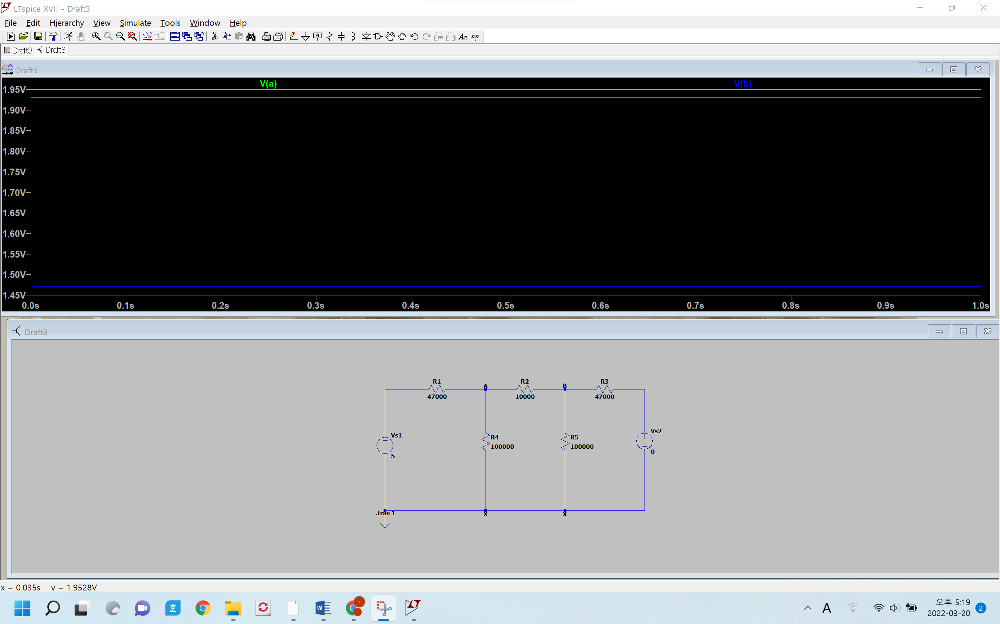 LTspice XVII - Draft3
File Edit Hierarchy View Simulate Tools Window Help
Draft3 Draft3
Draft3
V(a) V(b)
1.95V
1.90V
1.85V
1.80V
1.75V
1.70V
1.65V
1.60V
1.55V
1.50V
1.45V
0.0s 0.1s 0.2s 0.3s 0.4s 0.5s 0.6s 0.7s 0.8s 0.9s 1.0s
Draft3
R1 A R2 B R3
47000 10000 47000
Vs1 R4 R5 Vs2
5 100000 100000 0
.tran 1 X X
x = 0.035s y = 1.9528V
A 한 오후 5:19
2022-03-20 2